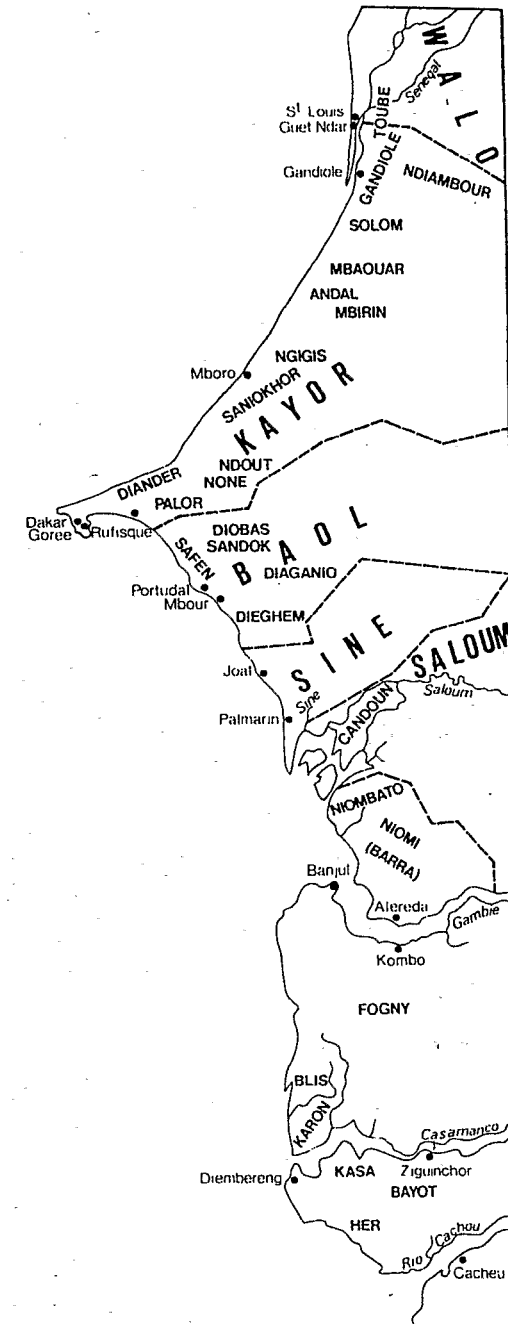 WALO
Senegal
St Louis
Guet Ndar
TOUBE
Gandiole
GANDIOLE
NDIAMBOUR
SOLOM
MBAOUAR
ANDAL
MBIRIN
NGIGIS
Mboro
SANIOKHOR
KAYOR
NDOUT
NONE
DIANDER
PALOR
Dakar
Goree
Rufisque
DIOBAS
SANDOK
BAOL
SAFEN
DIAGANIO
Portudal
Mbour
DIEGHEM
SINE
SALOUM
Joal
Sine
Saloum
CANDOUN
Palmarin
NIOMBATO
NIOMI
(BARRA)
Banjul
Alereda
Gambie
Kombo
FOGNY
BLIS
KARON
Casamanco
Diembereng
KASA
Ziguinchor
BAYOT
HER
Rio Cachou
Cacheu